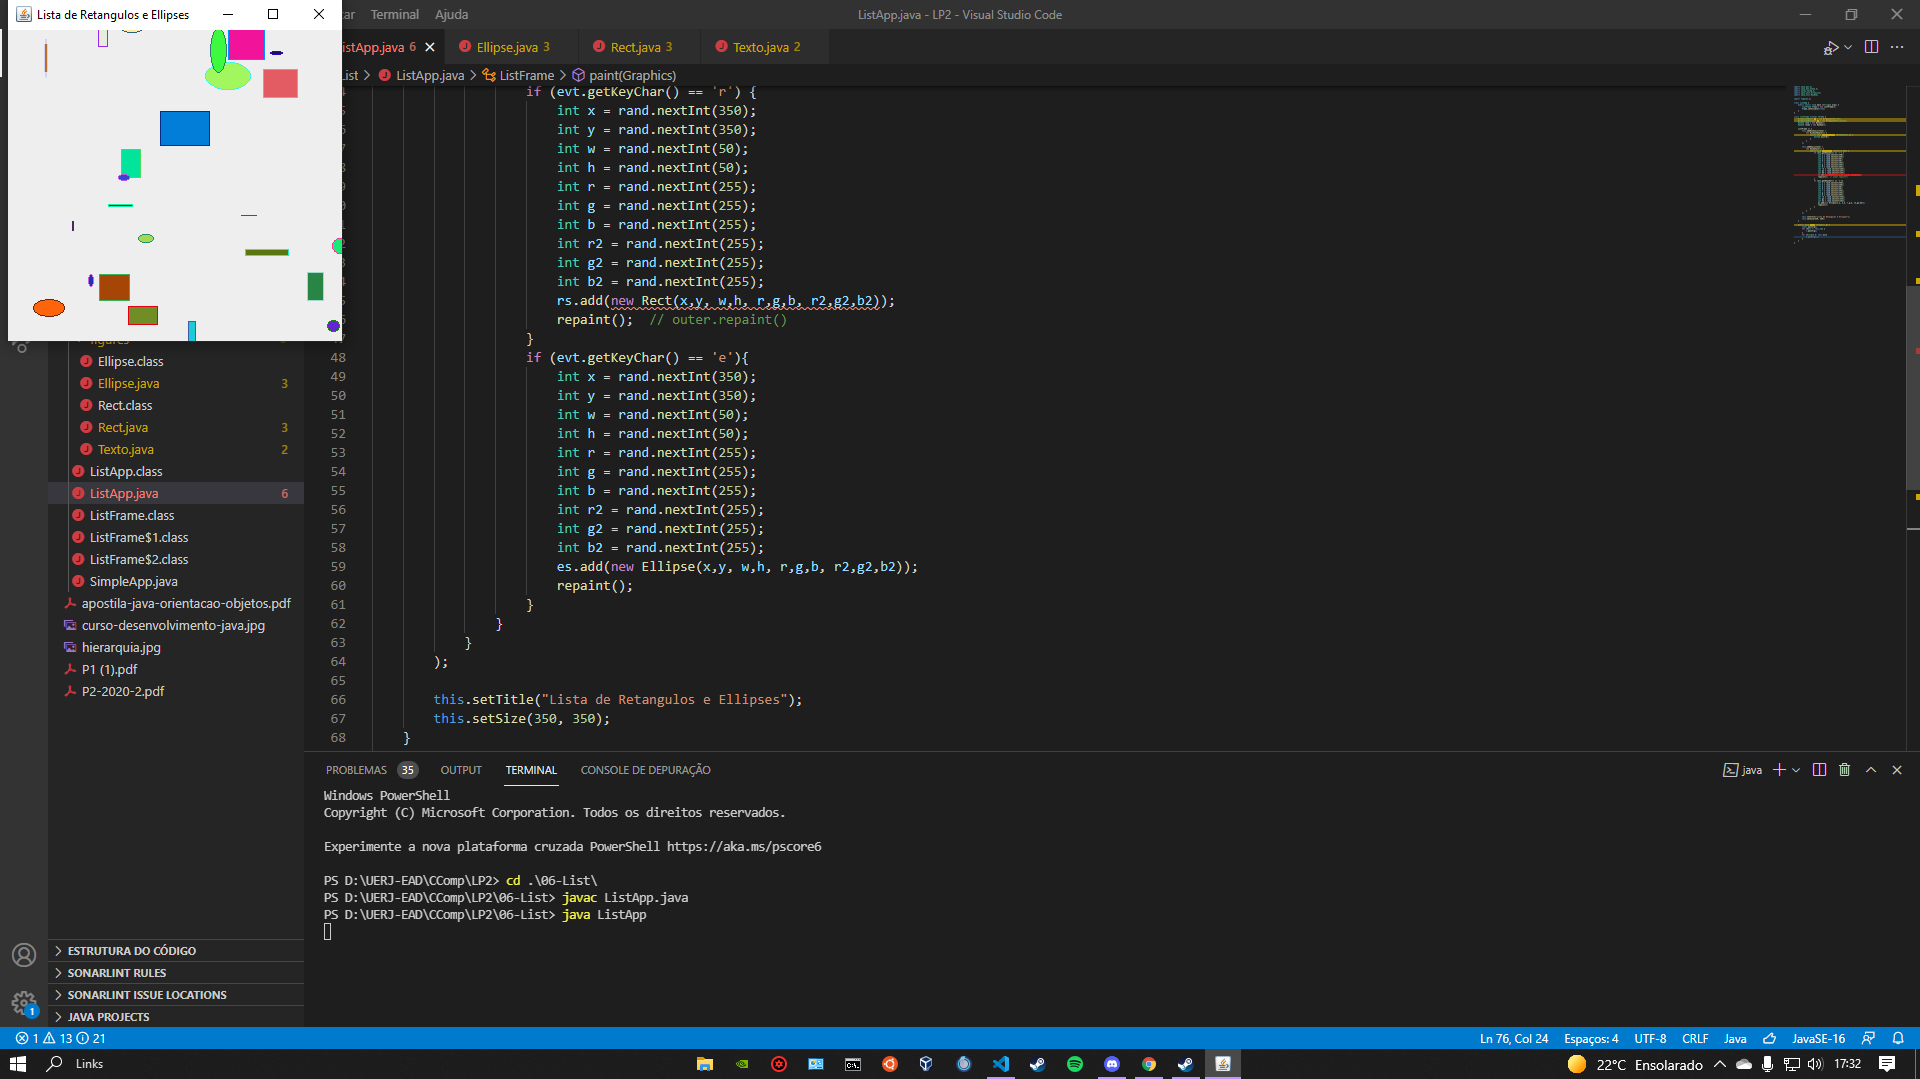 Lista de Retangulos e Ellipses
Terminal
Ajuda
ListApp.java - LP2 - Visual Studio Code
ListApp.java 6
Ellipse.java 3
Rect.java 3
Texto.java 2
ListApp.java
ListFrame
paint(Graphics)
if (evt.getKeyChar() == 'r') {
int x = rand.nextInt(350);
int y = rand.nextInt(350);
int w = rand.nextInt(50);
int h = rand.nextInt(50);
int r = rand.nextInt(255);
int g = rand.nextInt(255);
int b = rand.nextInt(255);
int r2 = rand.nextInt(255);
int g2 = rand.nextInt(255);
int b2 = rand.nextInt(255);
rs.add(new Rect(x,y, w,h, r,g,b, r2,g2,b2));
repaint();  // outer.repaint()
}
48 if (evt.getKeyChar() == 'e'){
49 int x = rand.nextInt(350);
50 int y = rand.nextInt(350);
51 int w = rand.nextInt(50);
52 int h = rand.nextInt(50);
53 int r = rand.nextInt(255);
54 int g = rand.nextInt(255);
55 int b = rand.nextInt(255);
56 int r2 = rand.nextInt(255);
57 int g2 = rand.nextInt(255);
58 int b2 = rand.nextInt(255);
59 es.add(new Ellipse(x,y, w,h, r,g,b, r2,g2,b2));
60 repaint();
61 }
62 }
63 }
64 );
65
66 this.setTitle("Lista de Retangulos e Ellipses");
67 this.setSize(350, 350);
68 }
figures
Ellipse.class
Ellipse.java 3
Rect.class
Rect.java 3
Texto.java 2
ListApp.class
ListApp.java 6
ListFrame.class
ListFrame$1.class
ListFrame$2.class
SimpleApp.java
apostila-java-orientacao-objetos.pdf
curso-desenvolvimento-java.jpg
hierarquia.jpg
P1 (1).pdf
P2-2020-2.pdf
ESTRUTURA DO CÓDIGO
SONARLINT RULES
SONARLINT ISSUE LOCATIONS
JAVA PROJECTS
PROBLEMAS 35
OUTPUT
TERMINAL
CONSOLE DE DEPURAÇÃO
java
Windows PowerShell
Copyright (C) Microsoft Corporation. Todos os direitos reservados.
Experimente a nova plataforma cruzada PowerShell https://aka.ms/pscore6
PS D:\UERJ-EAD\CComp\LP2> cd .\06-List\
PS D:\UERJ-EAD\CComp\LP2\06-List> javac ListApp.java
PS D:\UERJ-EAD\CComp\LP2\06-List> java ListApp
1
1 13 21
Ln 76, Col 24
Espaços: 4
UTF-8
CRLF
Java
JavaSE-16
Links
22°C Ensolarado
17:32